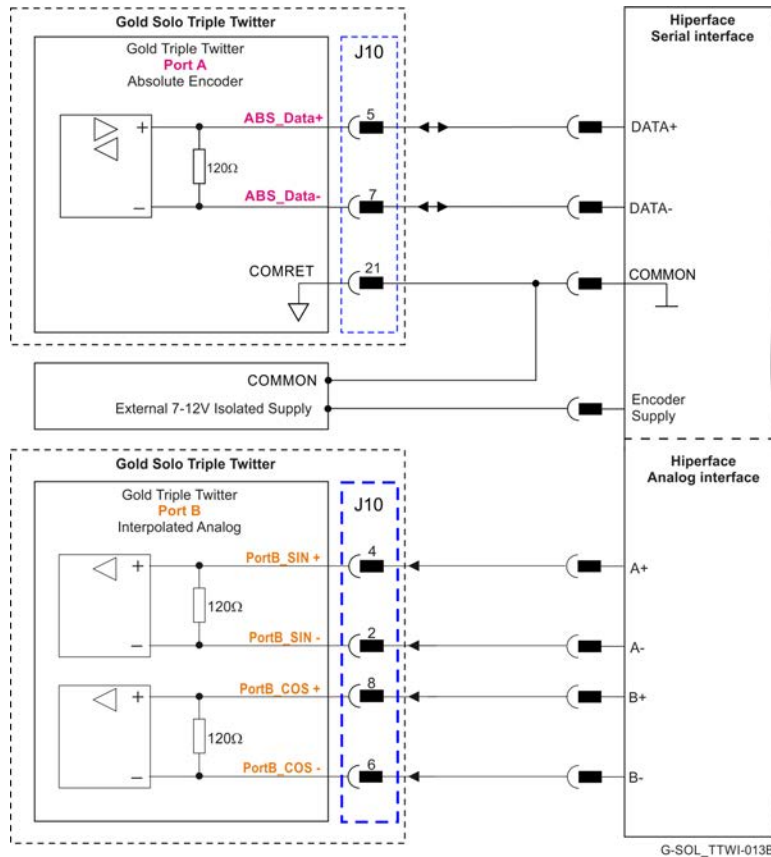 Gold Solo Triple Twitter
Gold Triple Twitter
Port A
Absolute Encoder
J10
Hiperface
Serial interface
+
ABS_Data+
5
DATA+
120Ω
−
ABS_Data-
7
DATA-
COMRET
21
COMMON
COMMON
External 7-12V Isolated Supply
Encoder
Supply
Gold Solo Triple Twitter
Gold Triple Twitter
Port B
Interpolated Analog
J10
Hiperface
Analog interface
+
PortB_SIN +
4
A+
120Ω
−
PortB_SIN -
2
A-
+
PortB_COS +
8
B+
120Ω
−
PortB_COS -
6
B-
G-SOL_TTWI-013B